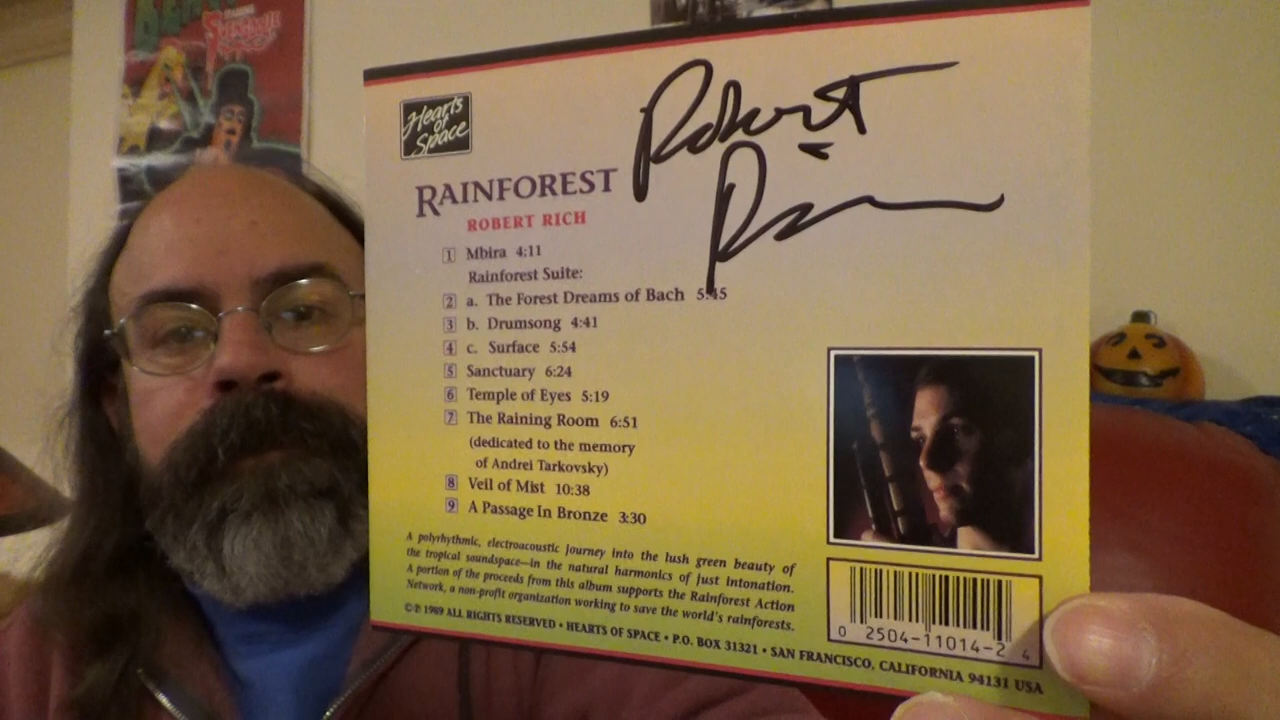 STARRING
Hearts
of
Space
Robert
Rich
RAINFOREST
ROBERT RICH
1 Mbira 4:11
Rainforest Suite:
2 a. The Forest Dreams of Bach 5:45
3 b. Drumsong 4:41
4 c. Surface 5:54
5 Sanctuary 6:24
6 Temple of Eyes 5:19
7 The Raining Room 6:51
(dedicated to the memory
of Andrei Tarkovsky)
8 Veil of Mist 10:38
9 A Passage In Bronze 3:30
A polyrhythmic, electroacoustic journey into the lush green beauty of
the tropical soundspace—in the natural harmonics of just intonation.
A portion of the proceeds from this album supports the Rainforest Action
Network, a non-profit organization working to save the world's rainforests.
©℗ 1989 ALL RIGHTS RESERVED • HEARTS OF SPACE • P.O. BOX 31321 • SAN FRANCISCO, CALIFORNIA 94131 USA
0 2504-11014-2 4